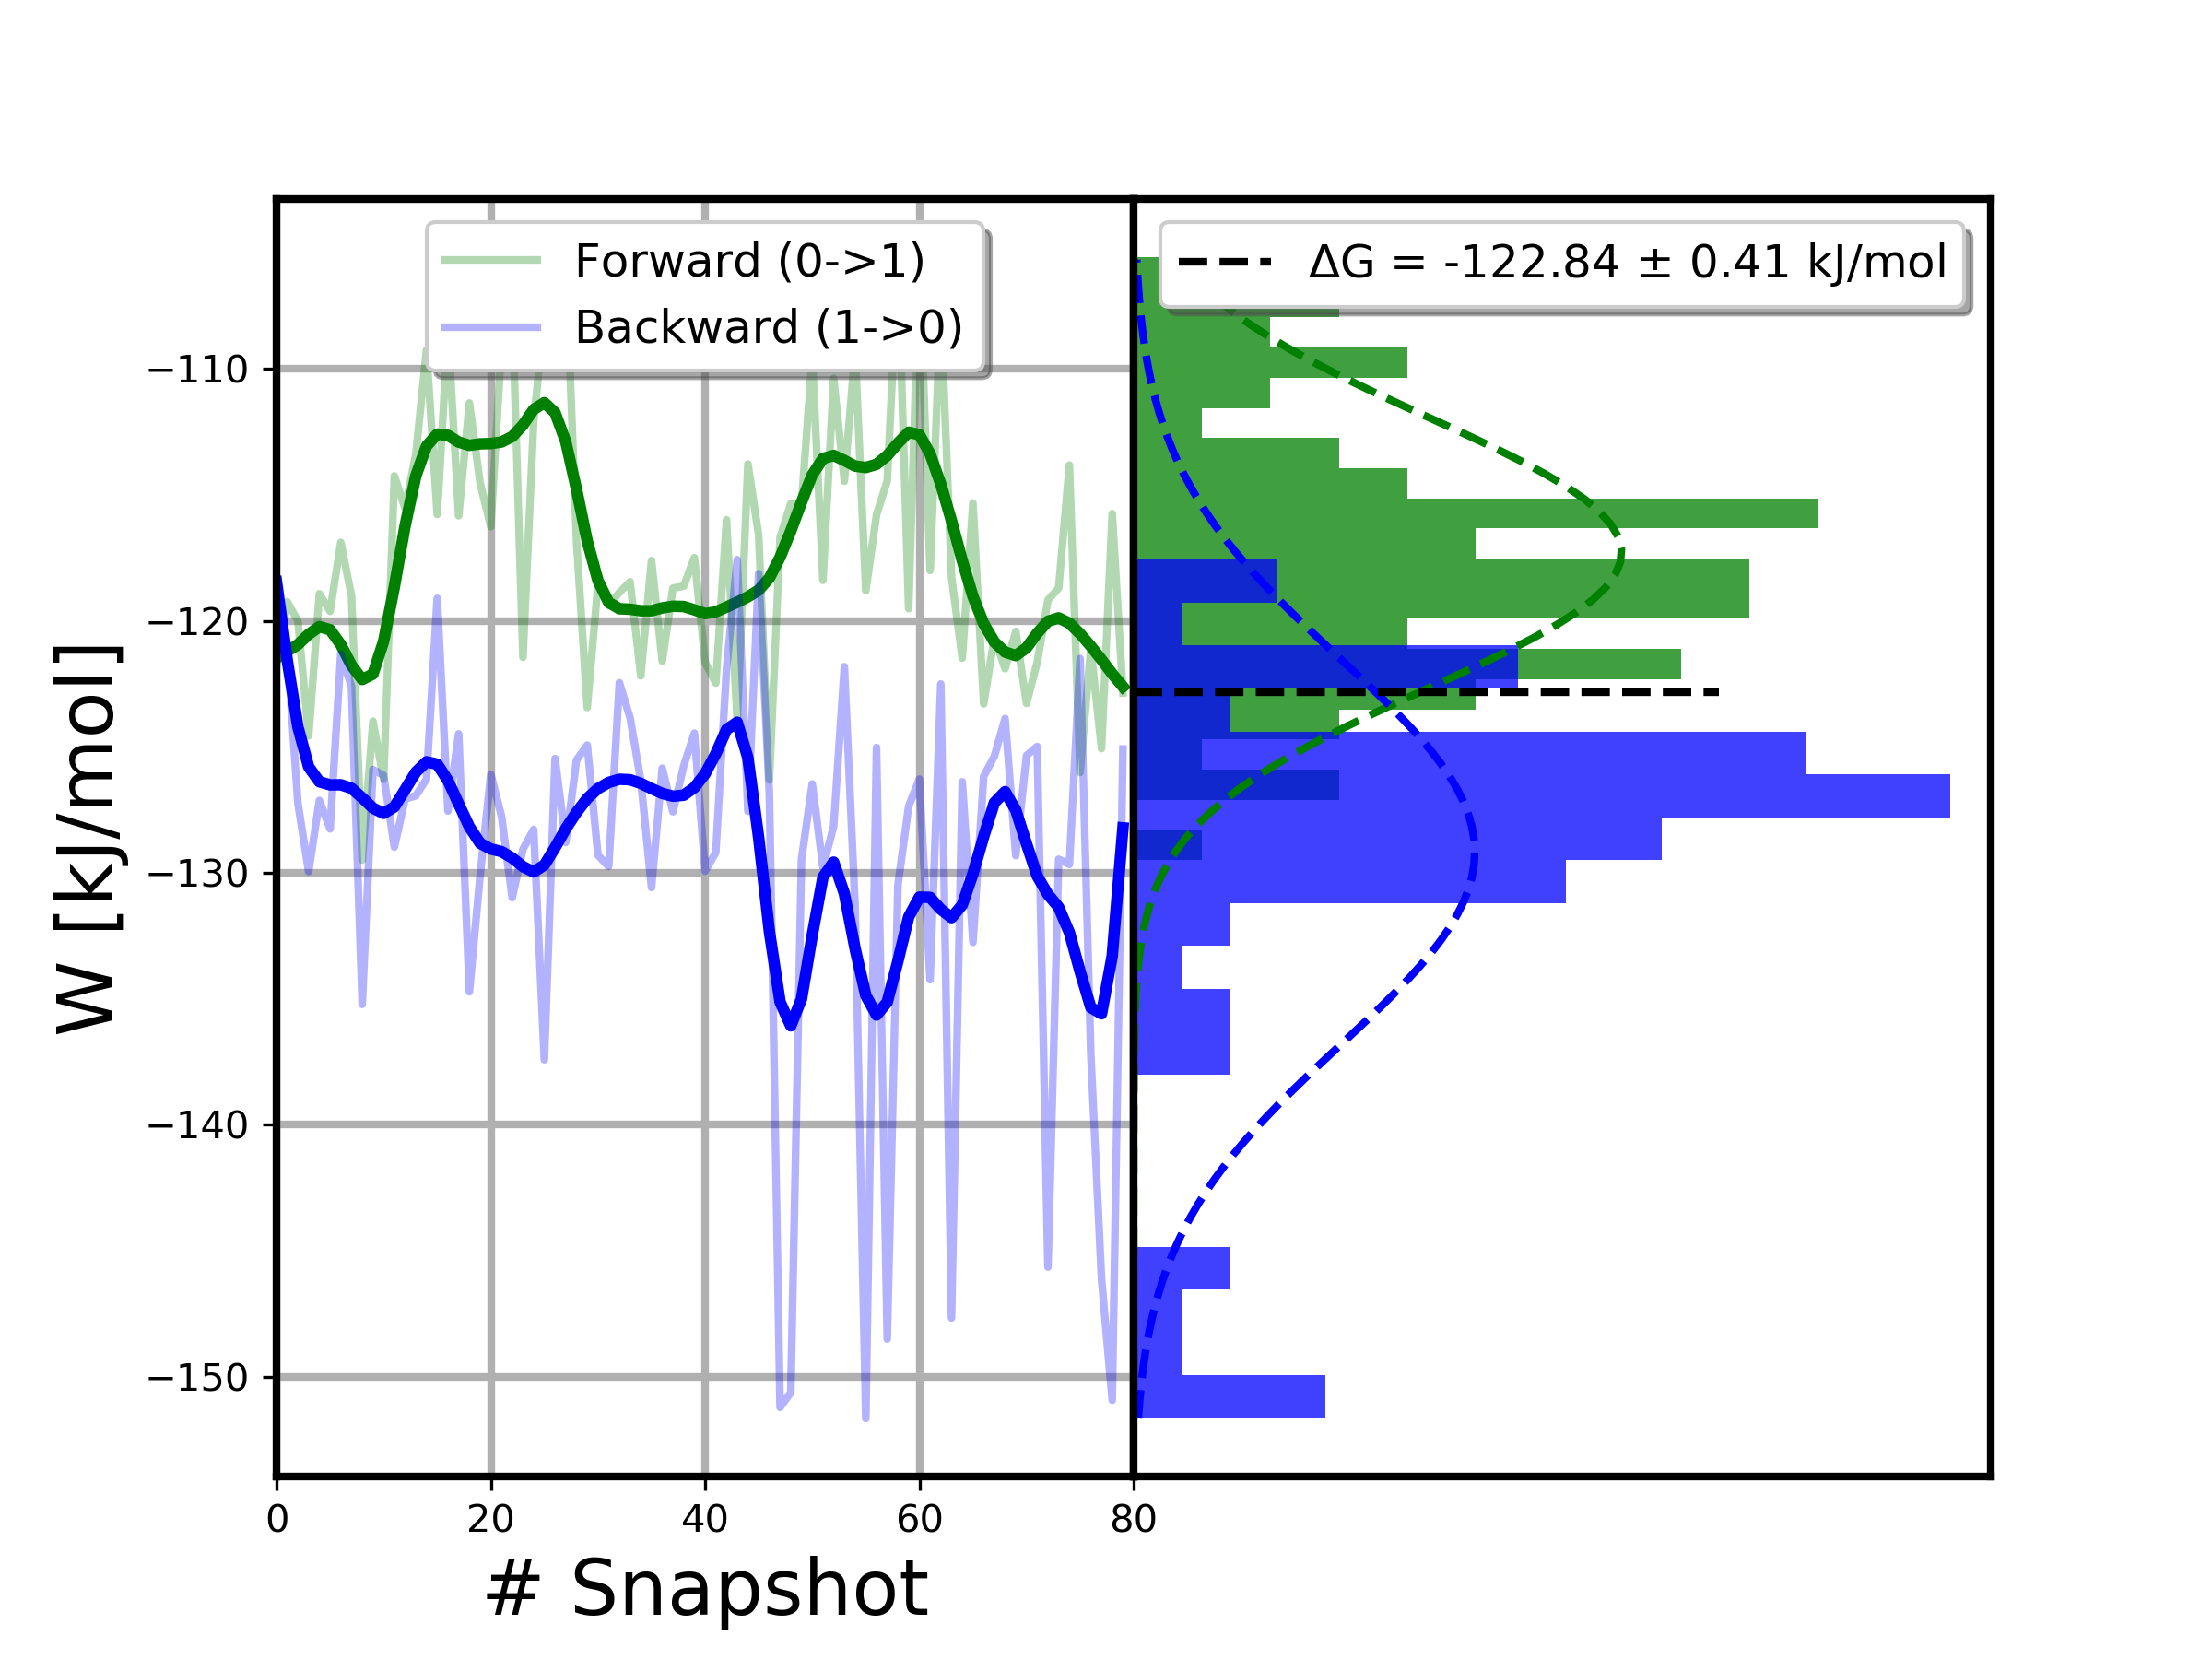 Forward (0->1)
Backward (1->0)
ΔG = -122.84 ± 0.41 kJ/mol
W [kJ/mol]
−110
−120
−130
−140
−150
0 20 40 60 80
# Snapshot